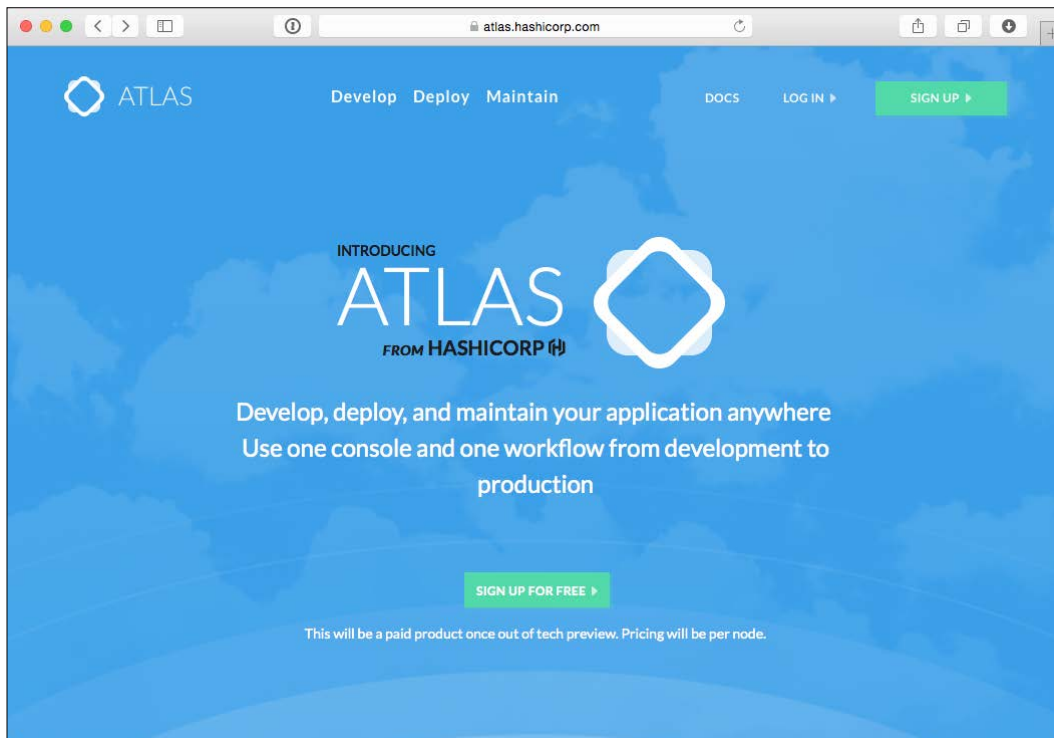 atlas.hashicorp.com
ATLAS
Develop Deploy Maintain
DOCS
LOG IN
SIGN UP
INTRODUCING
ATLAS
FROM HASHICORP
Develop, deploy, and maintain your application anywhere
Use one console and one workflow from development to
production
SIGN UP FOR FREE
This will be a paid product once out of tech preview. Pricing will be per node.